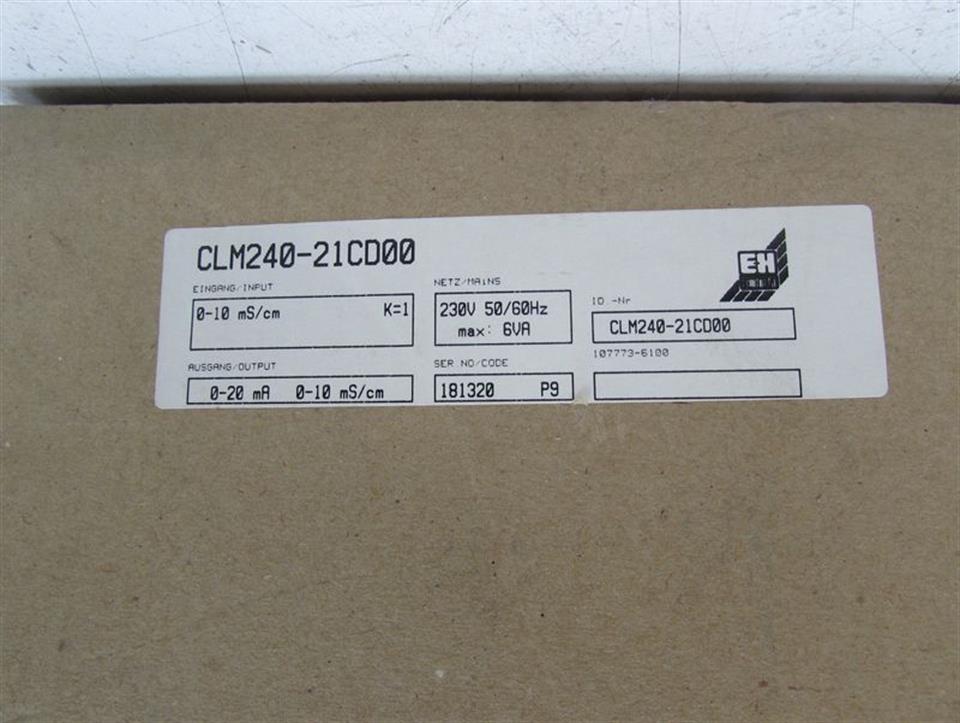 CLM240-21CD00
E+H
EINGANG/INPUT
0-10 mS/cm K=1
NETZ/MAINS
230V 50/60Hz
max: 6VA
ID.-Nr
CLM240-21CD00
107773-6100
AUSGANG/OUTPUT
0-20 mA 0-10 mS/cm
SER NO/CODE
181320 P9